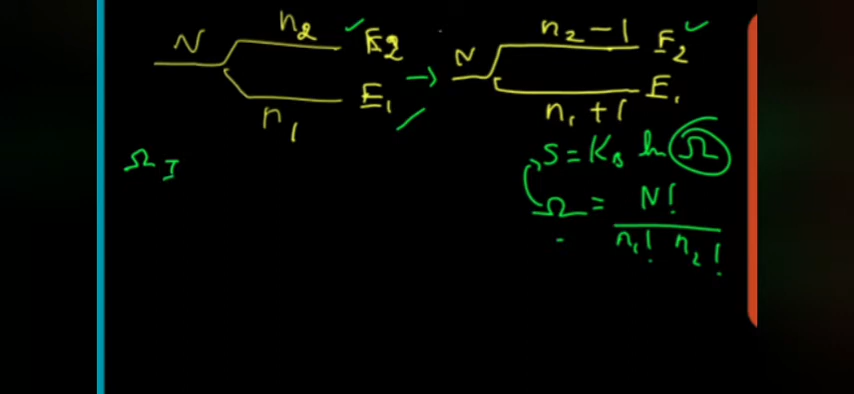 N n₂ E₂ → N n₂ - 1 E₂
n₁ E₁ n₁ + 1 E₁
Ω_I
S = K_B ln Ω
Ω = N! / n₁! n₂!